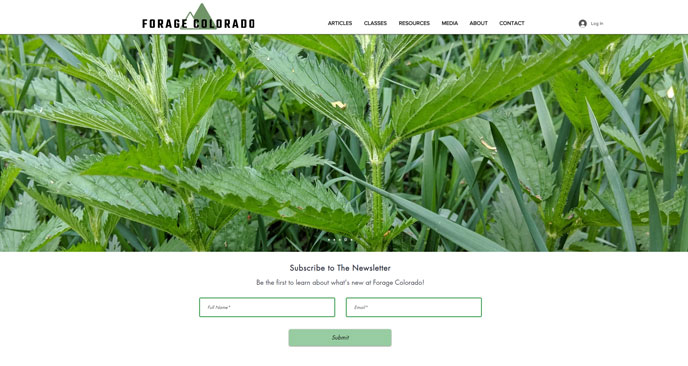 FORAGE COLORADO
ARTICLES CLASSES RESOURCES MEDIA ABOUT CONTACT
Log In
Subscribe to The Newsletter
Be the first to learn about what's new at Forage Colorado!
Full Name* Email*
Submit